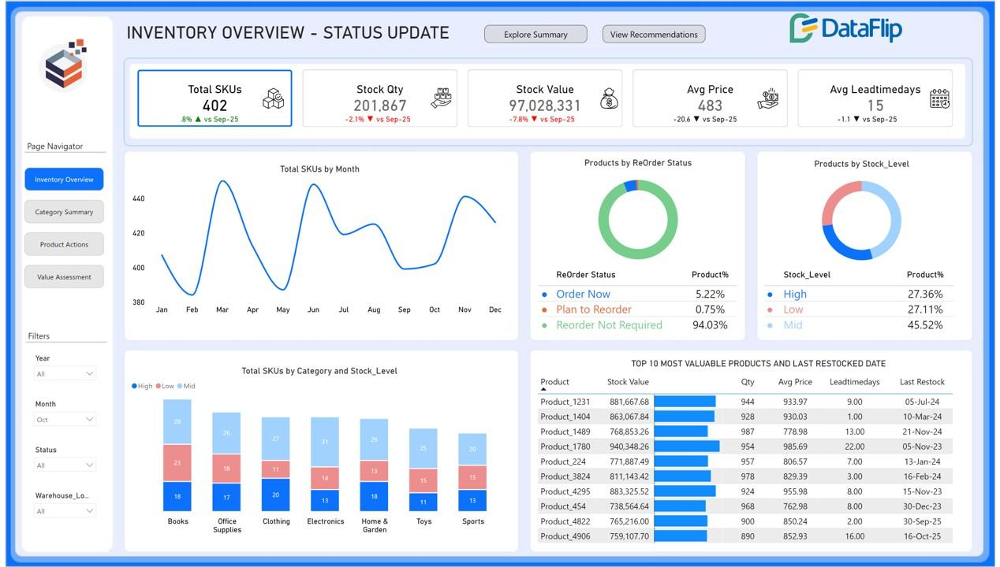 INVENTORY OVERVIEW - STATUS UPDATE
Explore Summary
View Recommendations
DataFlip
Total SKUs
402
.8% ▲ vs Sep-25
Stock Qty
201,867
-2.1% ▼ vs Sep-25
Stock Value
97,028,331
-7.8% ▼ vs Sep-25
Avg Price
483
-20.6 ▼ vs Sep-25
Avg Leadtimedays
15
-1.1 ▼ vs Sep-25
Page Navigator
Inventory Overview
Category Summary
Product Actions
Value Assessment
Filters
Year
All
Month
Oct
Status
All
Warehouse_Lo...
All
Total SKUs by Month
440
420
400
380
Jan Feb Mar Apr May Jun Jul Aug Sep Oct Nov Dec
Products by ReOrder Status
ReOrder Status Product%
Order Now 5.22%
Plan to Reorder 0.75%
Reorder Not Required 94.03%
Products by Stock_Level
Stock_Level Product%
High 27.36%
Low 27.11%
Mid 45.52%
Total SKUs by Category and Stock_Level
High Low Mid
28 26 27 31 26 25 20
23 18 11 14 13 15 15
18 17 20 13 18 11 13
Books Office Supplies Clothing Electronics Home & Garden Toys Sports
TOP 10 MOST VALUABLE PRODUCTS AND LAST RESTOCKED DATE
Product Stock Value Qty Avg Price Leadtimedays Last Restock
Product_1231 881,667.68 944 933.97 9.00 05-Jul-24
Product_1404 863,067.84 928 930.03 1.00 10-Mar-24
Product_1489 768,853.26 987 778.98 13.00 21-Nov-24
Product_1780 940,348.26 954 985.69 22.00 05-Nov-23
Product_224 771,887.49 957 806.57 7.00 13-Jan-24
Product_3824 811,143.42 978 829.39 3.00 16-Feb-24
Product_4295 883,325.52 924 955.98 8.00 15-Nov-23
Product_454 738,564.64 968 762.98 8.00 30-Dec-23
Product_4822 765,216.00 900 850.24 2.00 30-Sep-25
Product_4906 759,107.70 890 852.93 16.00 16-Oct-25